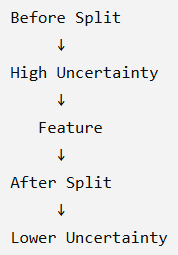 Before Split
↓
High Uncertainty
↓
Feature
↓
After Split
↓
Lower Uncertainty